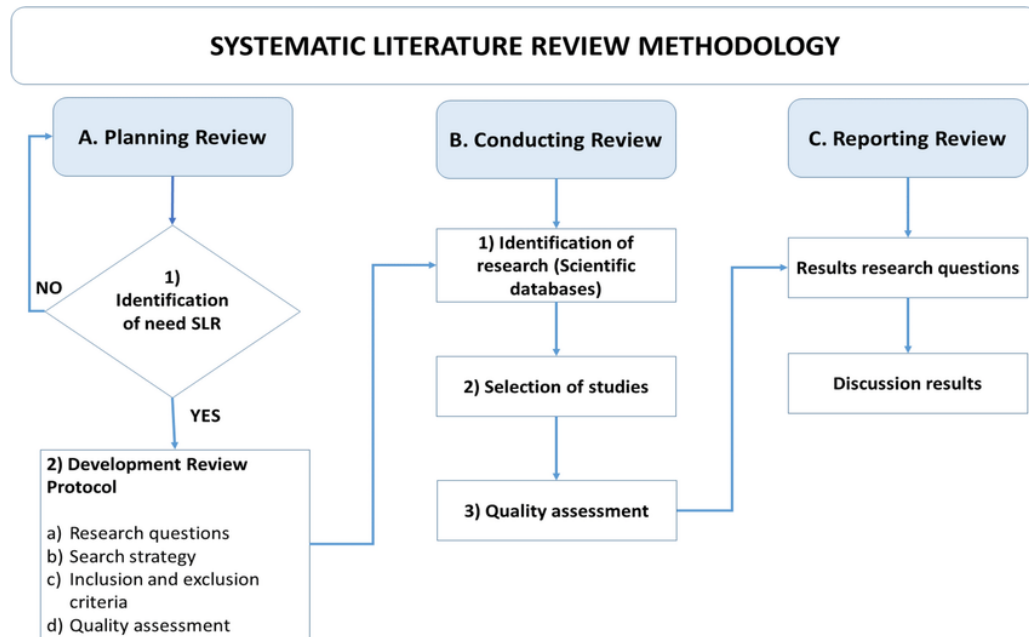 SYSTEMATIC LITERATURE REVIEW METHODOLOGY
A. Planning Review
1)
Identification
of need SLR
NO
YES
2) Development Review
Protocol
a) Research questions
b) Search strategy
c) Inclusion and exclusion
criteria
d) Quality assessment
B. Conducting Review
1) Identification of
research (Scientific
databases)
2) Selection of studies
3) Quality assessment
C. Reporting Review
Results research questions
Discussion results